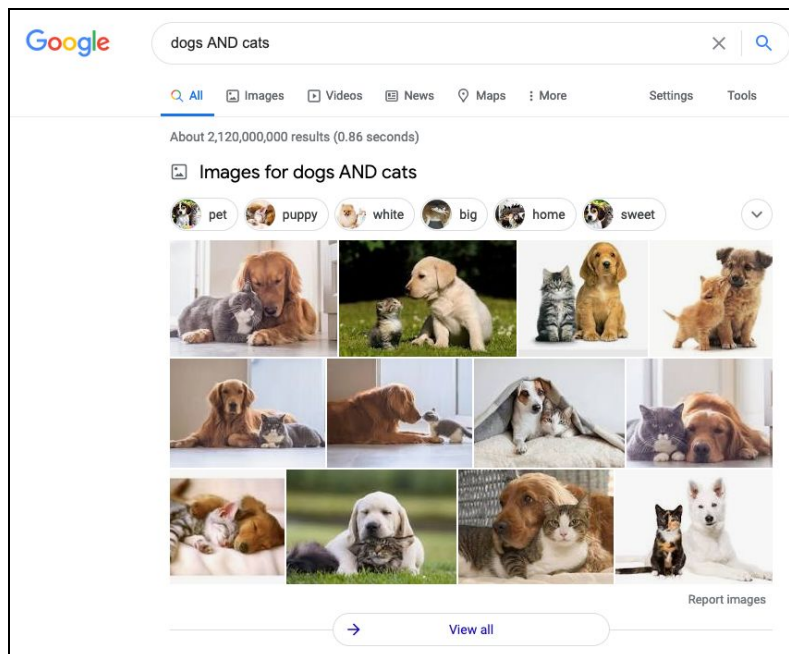 Google
dogs AND cats
All Images Videos News Maps More Settings Tools
About 2,120,000,000 results (0.86 seconds)
Images for dogs AND cats
pet puppy white big home sweet
Report images
View all